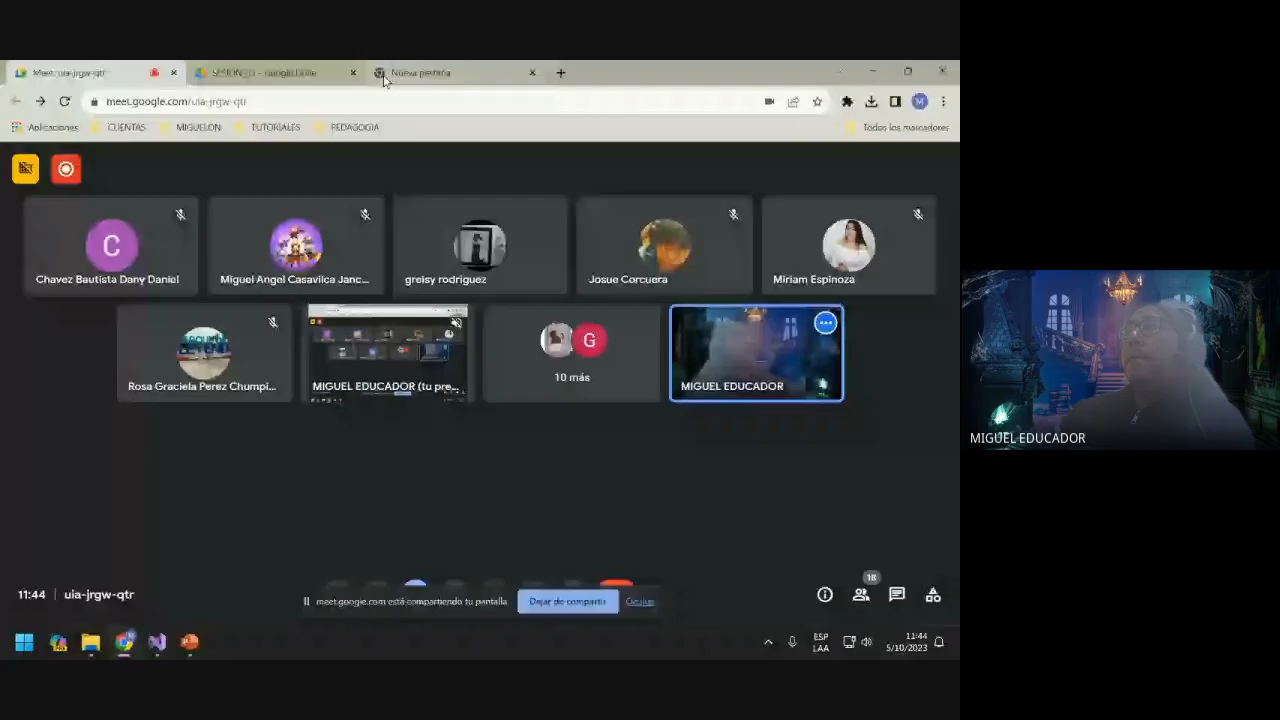 Meet: uia-jrgw-qtr
Google Drive
Nueva pestaña
meet.google.com/uia-jrgw-qtr
Aplicaciones CUENTAS MIGUELON TUTORIALES PEDAGOGIA Todos los marcadores
M
C
Chavez Bautista Dany Daniel
Miguel Angel Casavilca Janc...
greisy rodriguez
Josue Corcuera
Miriam Espinoza
Rosa Graciela Perez Chumpi...
MIGUEL EDUCADOR (tu pre...
G
10 más
MIGUEL EDUCADOR
MIGUEL EDUCADOR
11:44 uia-jrgw-qtr
meet.google.com está compartiendo tu pantalla Dejar de compartir Ocultar
18
ESP
LAA
11:44
5/10/2023